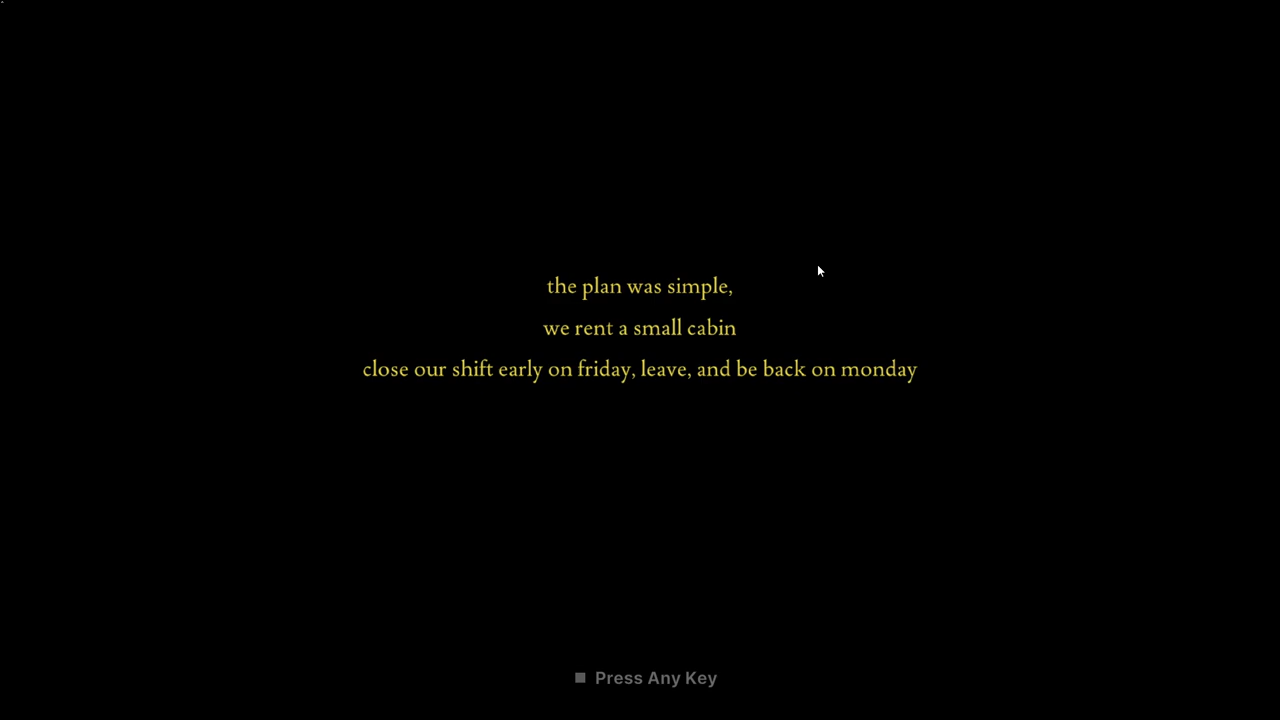 the plan was simple,
we rent a small cabin
close our shift early on friday, leave, and be back on monday
Press Any Key